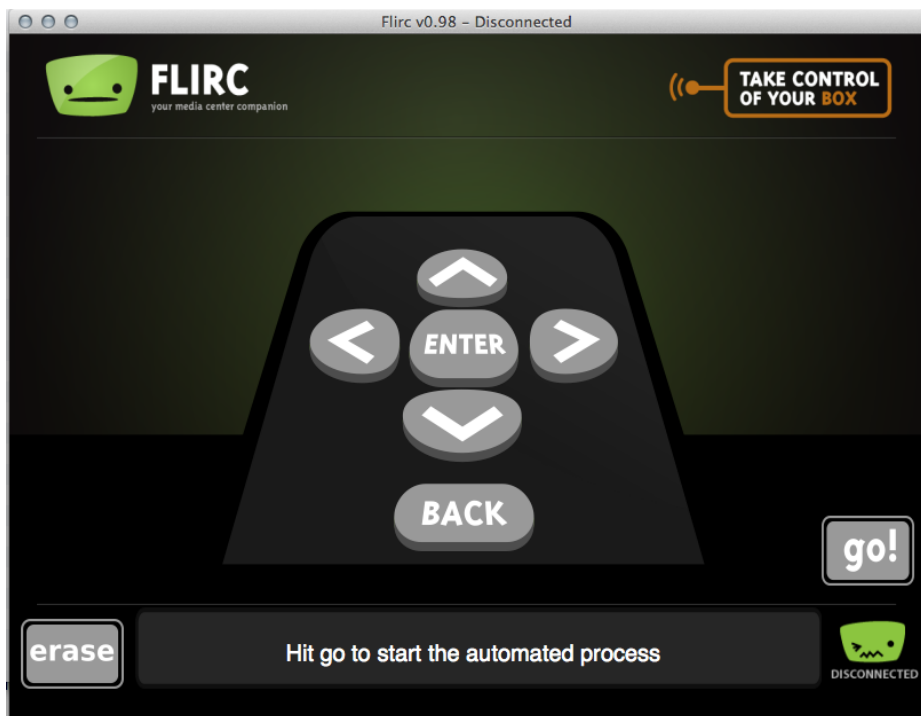 Flirc v0.98 – Disconnected
FLIRC
your media center companion
TAKE CONTROL
OF YOUR BOX
ENTER
BACK
go!
erase
Hit go to start the automated process
DISCONNECTED